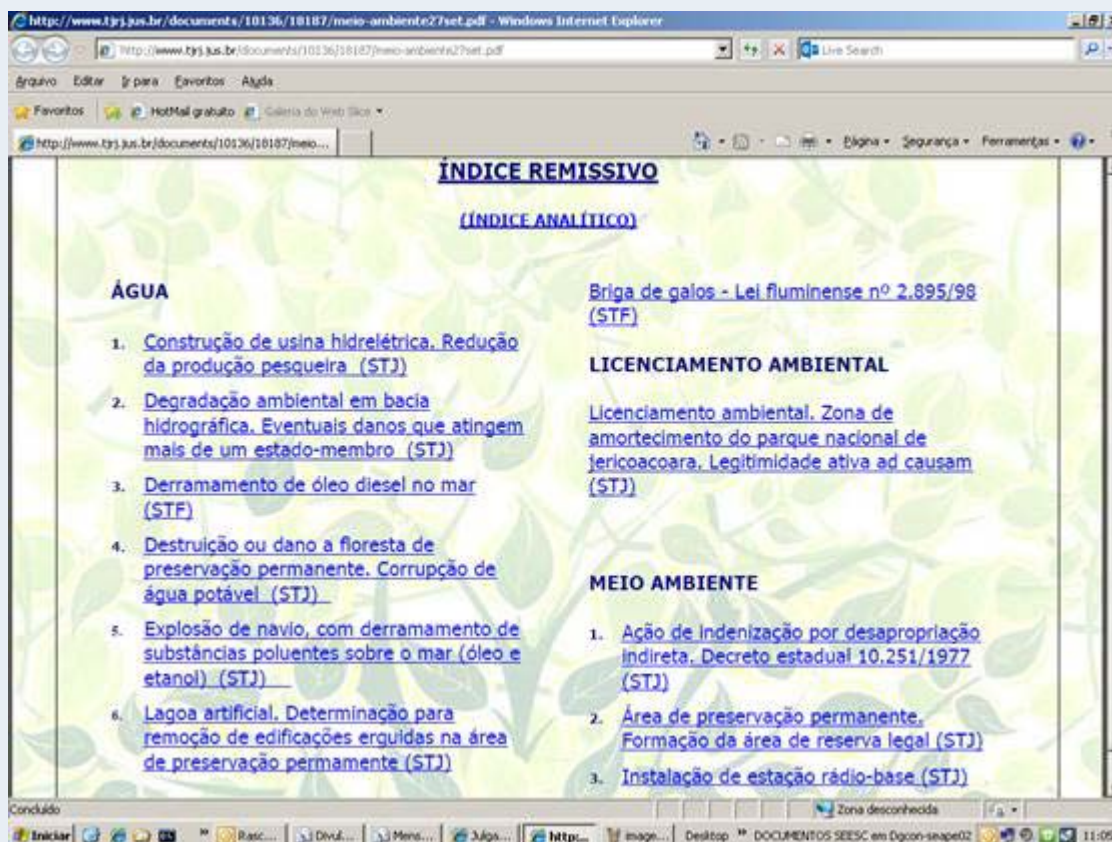 http://www.tjrj.jus.br/documents/10136/18187/meio-ambiente27set.pdf - Windows Internet Explorer
http://www.tjrj.jus.br/documents/10136/18187/meio-ambiente27set.pdf
Live Search
Arquivo Editar Ir para Favoritos Ajuda
Favoritos HotMail gratuito Galeria do Web Slice
http://www.tjrj.jus.br/documents/10136/18187/meio...
Página Segurança Ferramentas
ÍNDICE REMISSIVO
(ÍNDICE ANALÍTICO)
ÁGUA
1. Construção de usina hidrelétrica. Redução
da produção pesqueira (STJ)
2. Degradação ambiental em bacia
hidrográfica. Eventuais danos que atingem
mais de um estado-membro (STJ)
3. Derramamento de óleo diesel no mar
(STF)
4. Destruição ou dano a floresta de
preservação permanente. Corrupção de
água potável (STJ)
5. Explosão de navio, com derramamento de
substâncias poluentes sobre o mar (óleo e
etanol) (STJ)
6. Lagoa artificial. Determinação para
remoção de edificações erguidas na área
de preservação permamente (STJ)
Briga de galos - Lei fluminense nº 2.895/98
(STF)
LICENCIAMENTO AMBIENTAL
Licenciamento ambiental. Zona de
amortecimento do parque nacional de
jericoacoara. Legitimidade ativa ad causam
(STJ)
MEIO AMBIENTE
1. Ação de indenização por desapropriação
indireta. Decreto estadual 10.251/1977
(STJ)
2. Área de preservação permanente.
Formação da área de reserva legal (STJ)
3. Instalação de estação rádio-base (STJ)
Concluído
Zona desconhecida
Iniciar Rasc... Divul... Mens... Julgs... http:... image... Desktop DOCUMENTOS SEESC em Dgcon-seape02 11:05